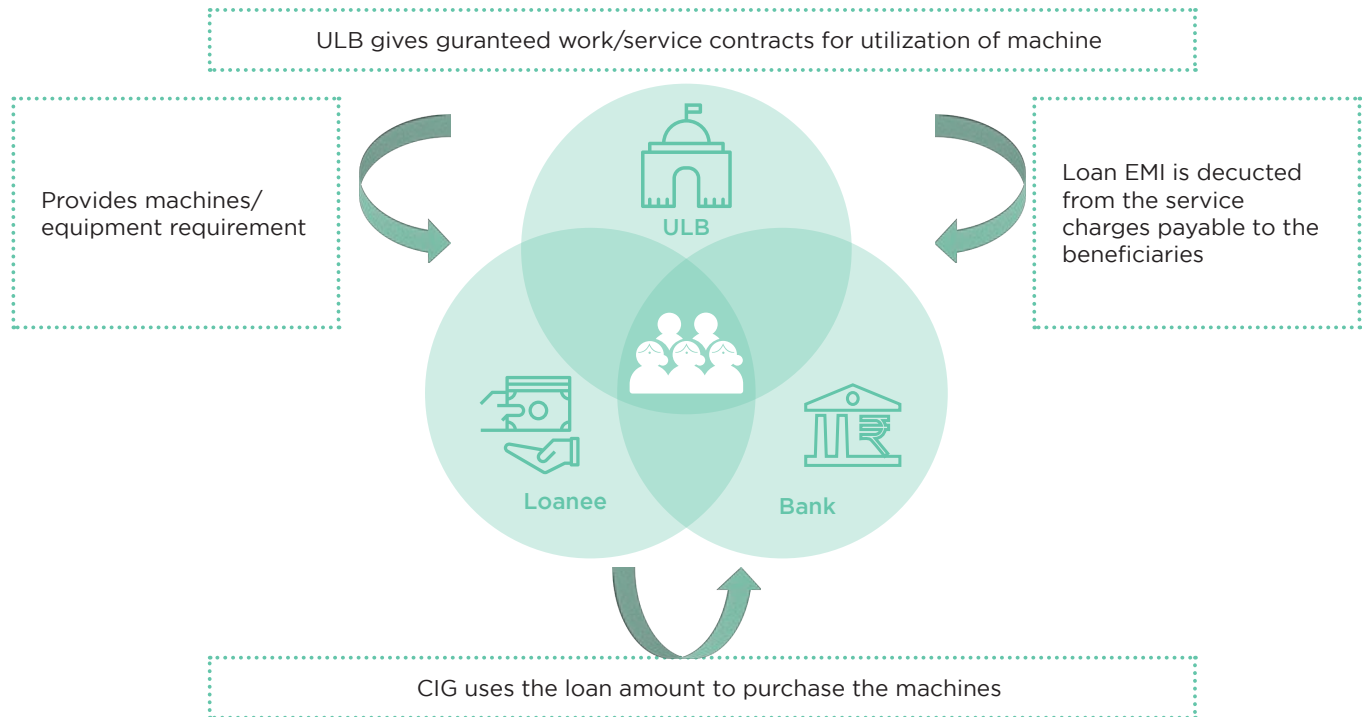 ULB gives guranteed work/service contracts for utilization of machine
Provides machines/
equipment requirement
Loan EMI is decucted
from the service
charges payable to the
beneficiaries
ULB
Loanee
Bank
CIG uses the loan amount to purchase the machines